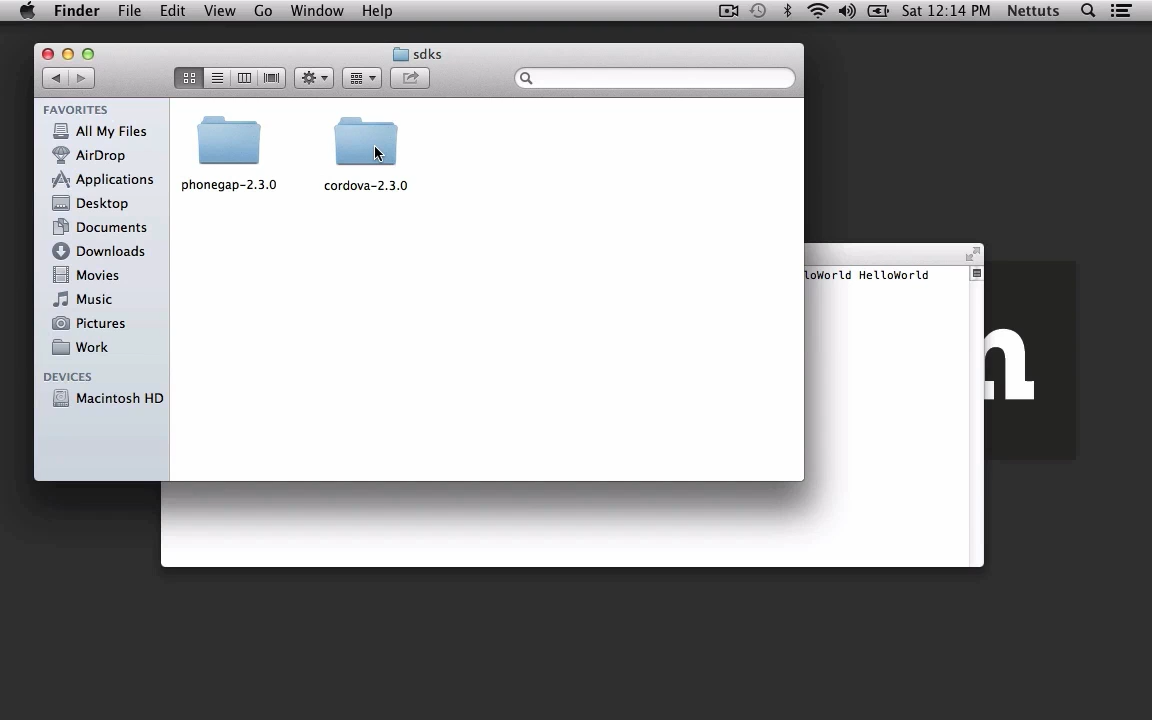 Finder File Edit View Go Window Help Sat 12:14 PM Nettuts
sdks
FAVORITES
All My Files
AirDrop
Applications
Desktop
Documents
Downloads
Movies
Music
Pictures
Work
DEVICES
Macintosh HD
phonegap-2.3.0 cordova-2.3.0
loWorld HelloWorld
n